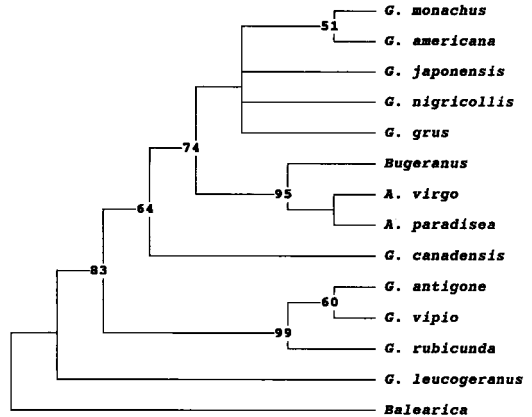 G. monachus
51
G. americana
G. japonensis
G. nigricollis
G. grus
74
Bugeranus
95
A. virgo
64
A. paradisea
G. canadensis
83
G. antigone
60
G. vipio
99
G. rubicunda
G. leucogeranus
Balearica